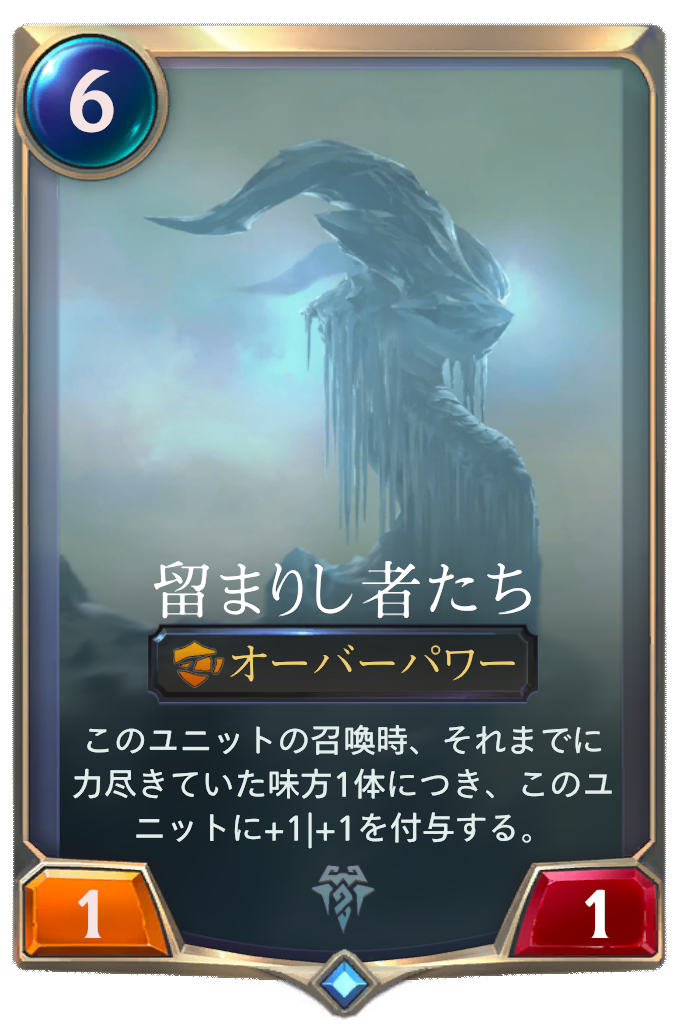 6
留まりし者たち
オーバーパワー
このユニットの召喚時、それまでに
力尽きていた味方1体につき、このユ
ニットに+1|+1を付与する。
1
1